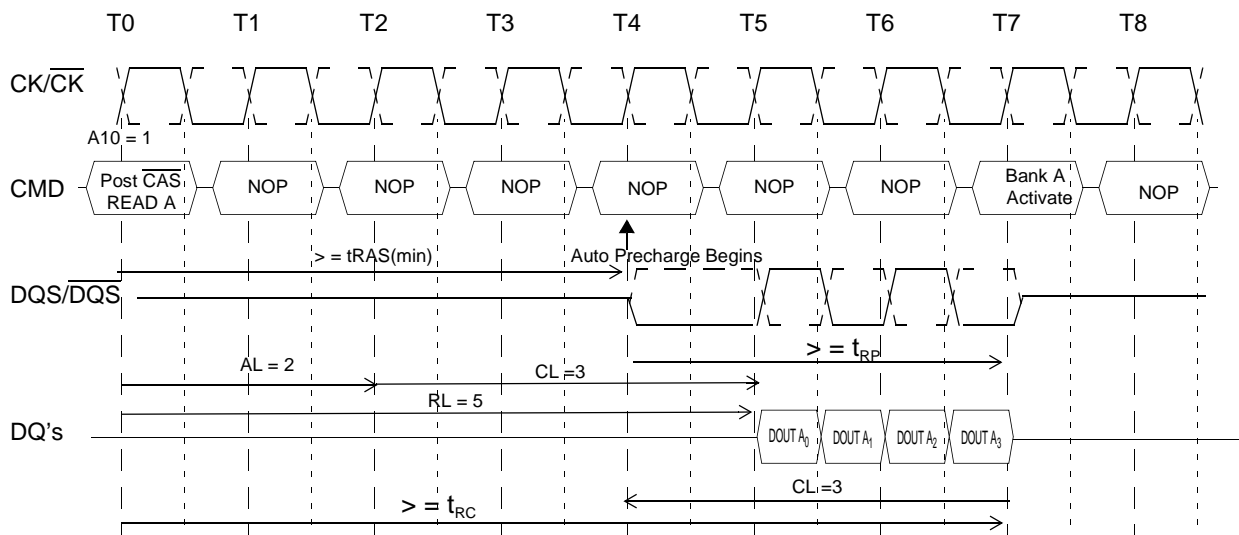 T0 T1 T2 T3 T4 T5 T6 T7 T8
CK/CK
A10 = 1
CMD
Post CAS
READ A
NOP NOP NOP NOP NOP NOP
Bank A
Activate
NOP
> = tRAS(min)
Auto Precharge Begins
DQS/DQS
> = tRP
AL = 2
CL =3
RL = 5
DQ's
DOUT A0 DOUT A1 DOUT A2 DOUT A3
CL =3
> = tRC